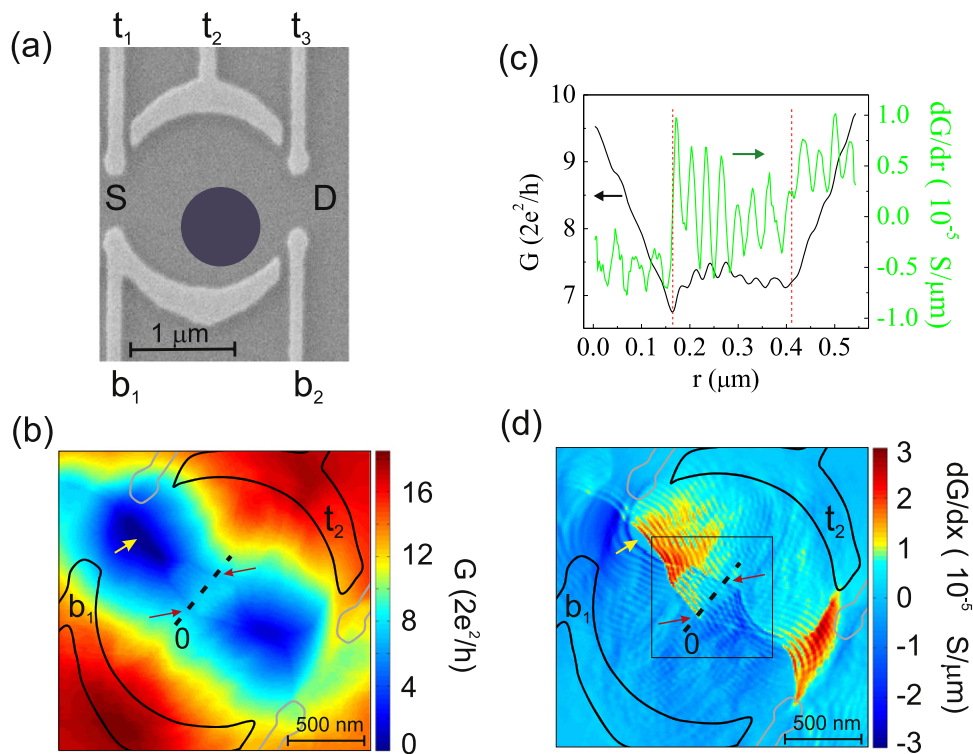 (a)
t1 t2 t3
S D
1 μm
b1 b2
(c)
G (2e²/h)
10
9
8
7
0.0 0.1 0.2 0.3 0.4 0.5
r (μm)
1.0
0.5
0.0
-0.5
-1.0
dG/dr ( 10⁻⁵ S/μm)
(b)
t2
b1
0
500 nm
16
12
8
4
0
G (2e²/h)
(d)
t2
b1
0
500 nm
3
2
1
0
-1
-2
-3
dG/dx ( 10⁻⁵ S/μm)